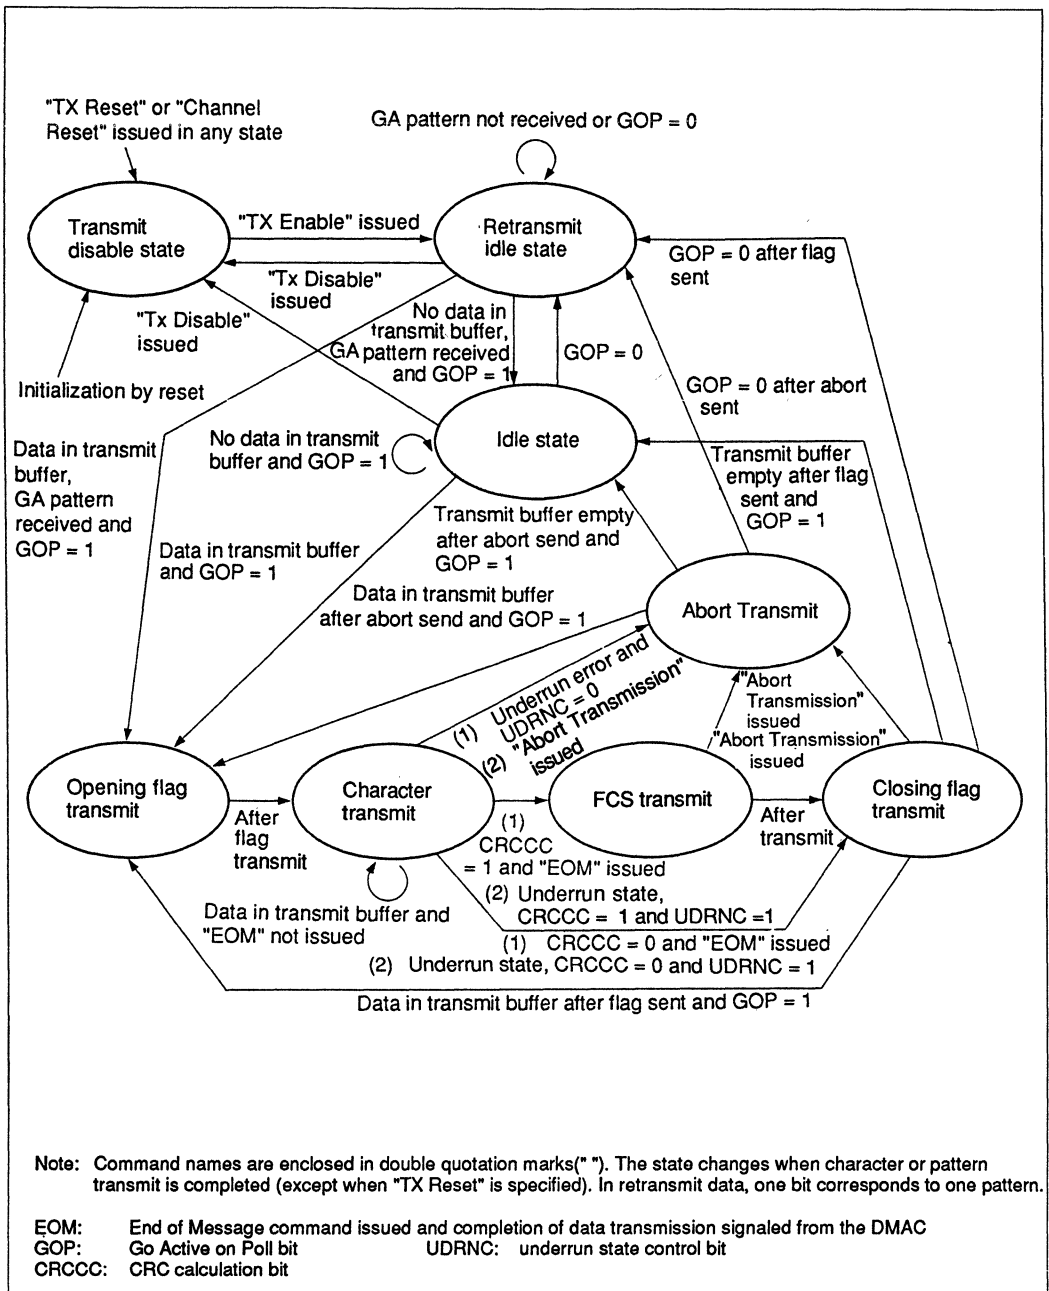 "TX Reset" or "Channel
Reset" issued in any state
GA pattern not received or GOP = 0
Transmit
disable state
"TX Enable" issued
Retransmit
idle state
GOP = 0 after flag
sent
"Tx Disable"
issued
"Tx Disable"
issued
No data in
transmit buffer,
GA pattern received
and GOP = 1
GOP = 0
Initialization by reset
GOP = 0 after abort
sent
Data in transmit
buffer,
GA pattern
received and
GOP = 1
No data in transmit
buffer and GOP = 1
Idle state
Transmit buffer
empty after flag
sent and
GOP = 1
Transmit buffer empty
after abort send and
GOP = 1
Data in transmit buffer
and GOP = 1
Data in transmit buffer
after abort send and GOP = 1
Abort Transmit
(1) Underrun error and
UDRNC = 0
(2) "Abort Transmission"
issued
"Abort
Transmission"
issued
"Abort Transmission"
issued
Opening flag
transmit
After
flag
transmit
Character
transmit
FCS transmit
After
transmit
Closing flag
transmit
(1)
CRCCC
= 1 and "EOM" issued
(2) Underrun state,
CRCCC = 1 and UDRNC =1
Data in transmit buffer and
"EOM" not issued
(1) CRCCC = 0 and "EOM" issued
(2) Underrun state, CRCCC = 0 and UDRNC = 1
Data in transmit buffer after flag sent and GOP = 1
Note: Command names are enclosed in double quotation marks(" "). The state changes when character or pattern
transmit is completed (except when "TX Reset" is specified). In retransmit data, one bit corresponds to one pattern.
EOM: End of Message command issued and completion of data transmission signaled from the DMAC
GOP: Go Active on Poll bit UDRNC: underrun state control bit
CRCCC: CRC calculation bit